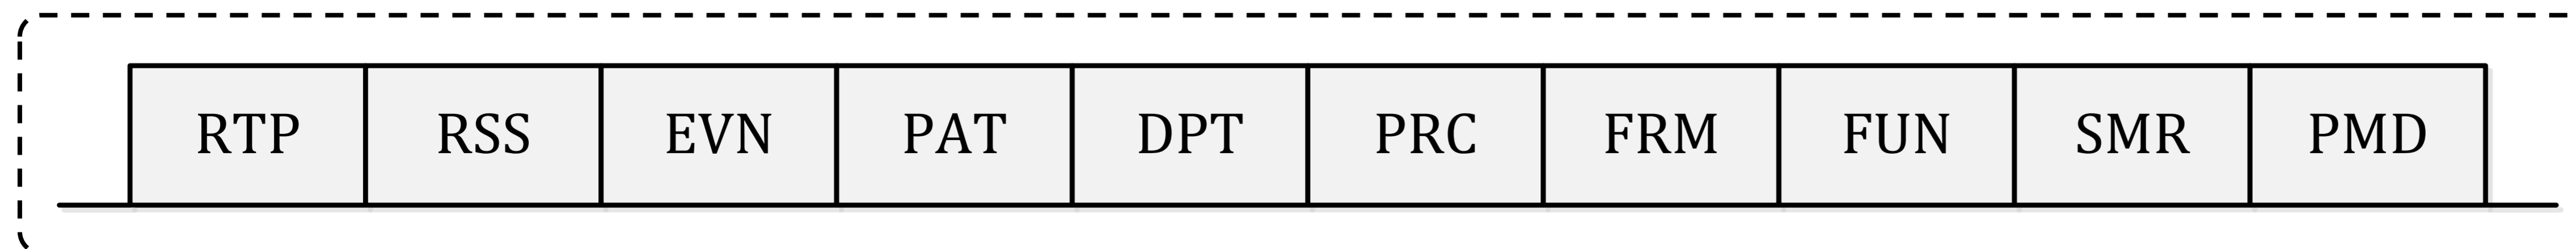 RTP RSS EVN PAT DPT PRC FRM FUN SMR PMD